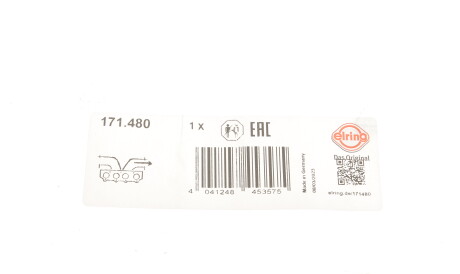 171.480
1 x
EAC
elring
Das Original
Made in Germany
4 041248 453575
elring.de/171480